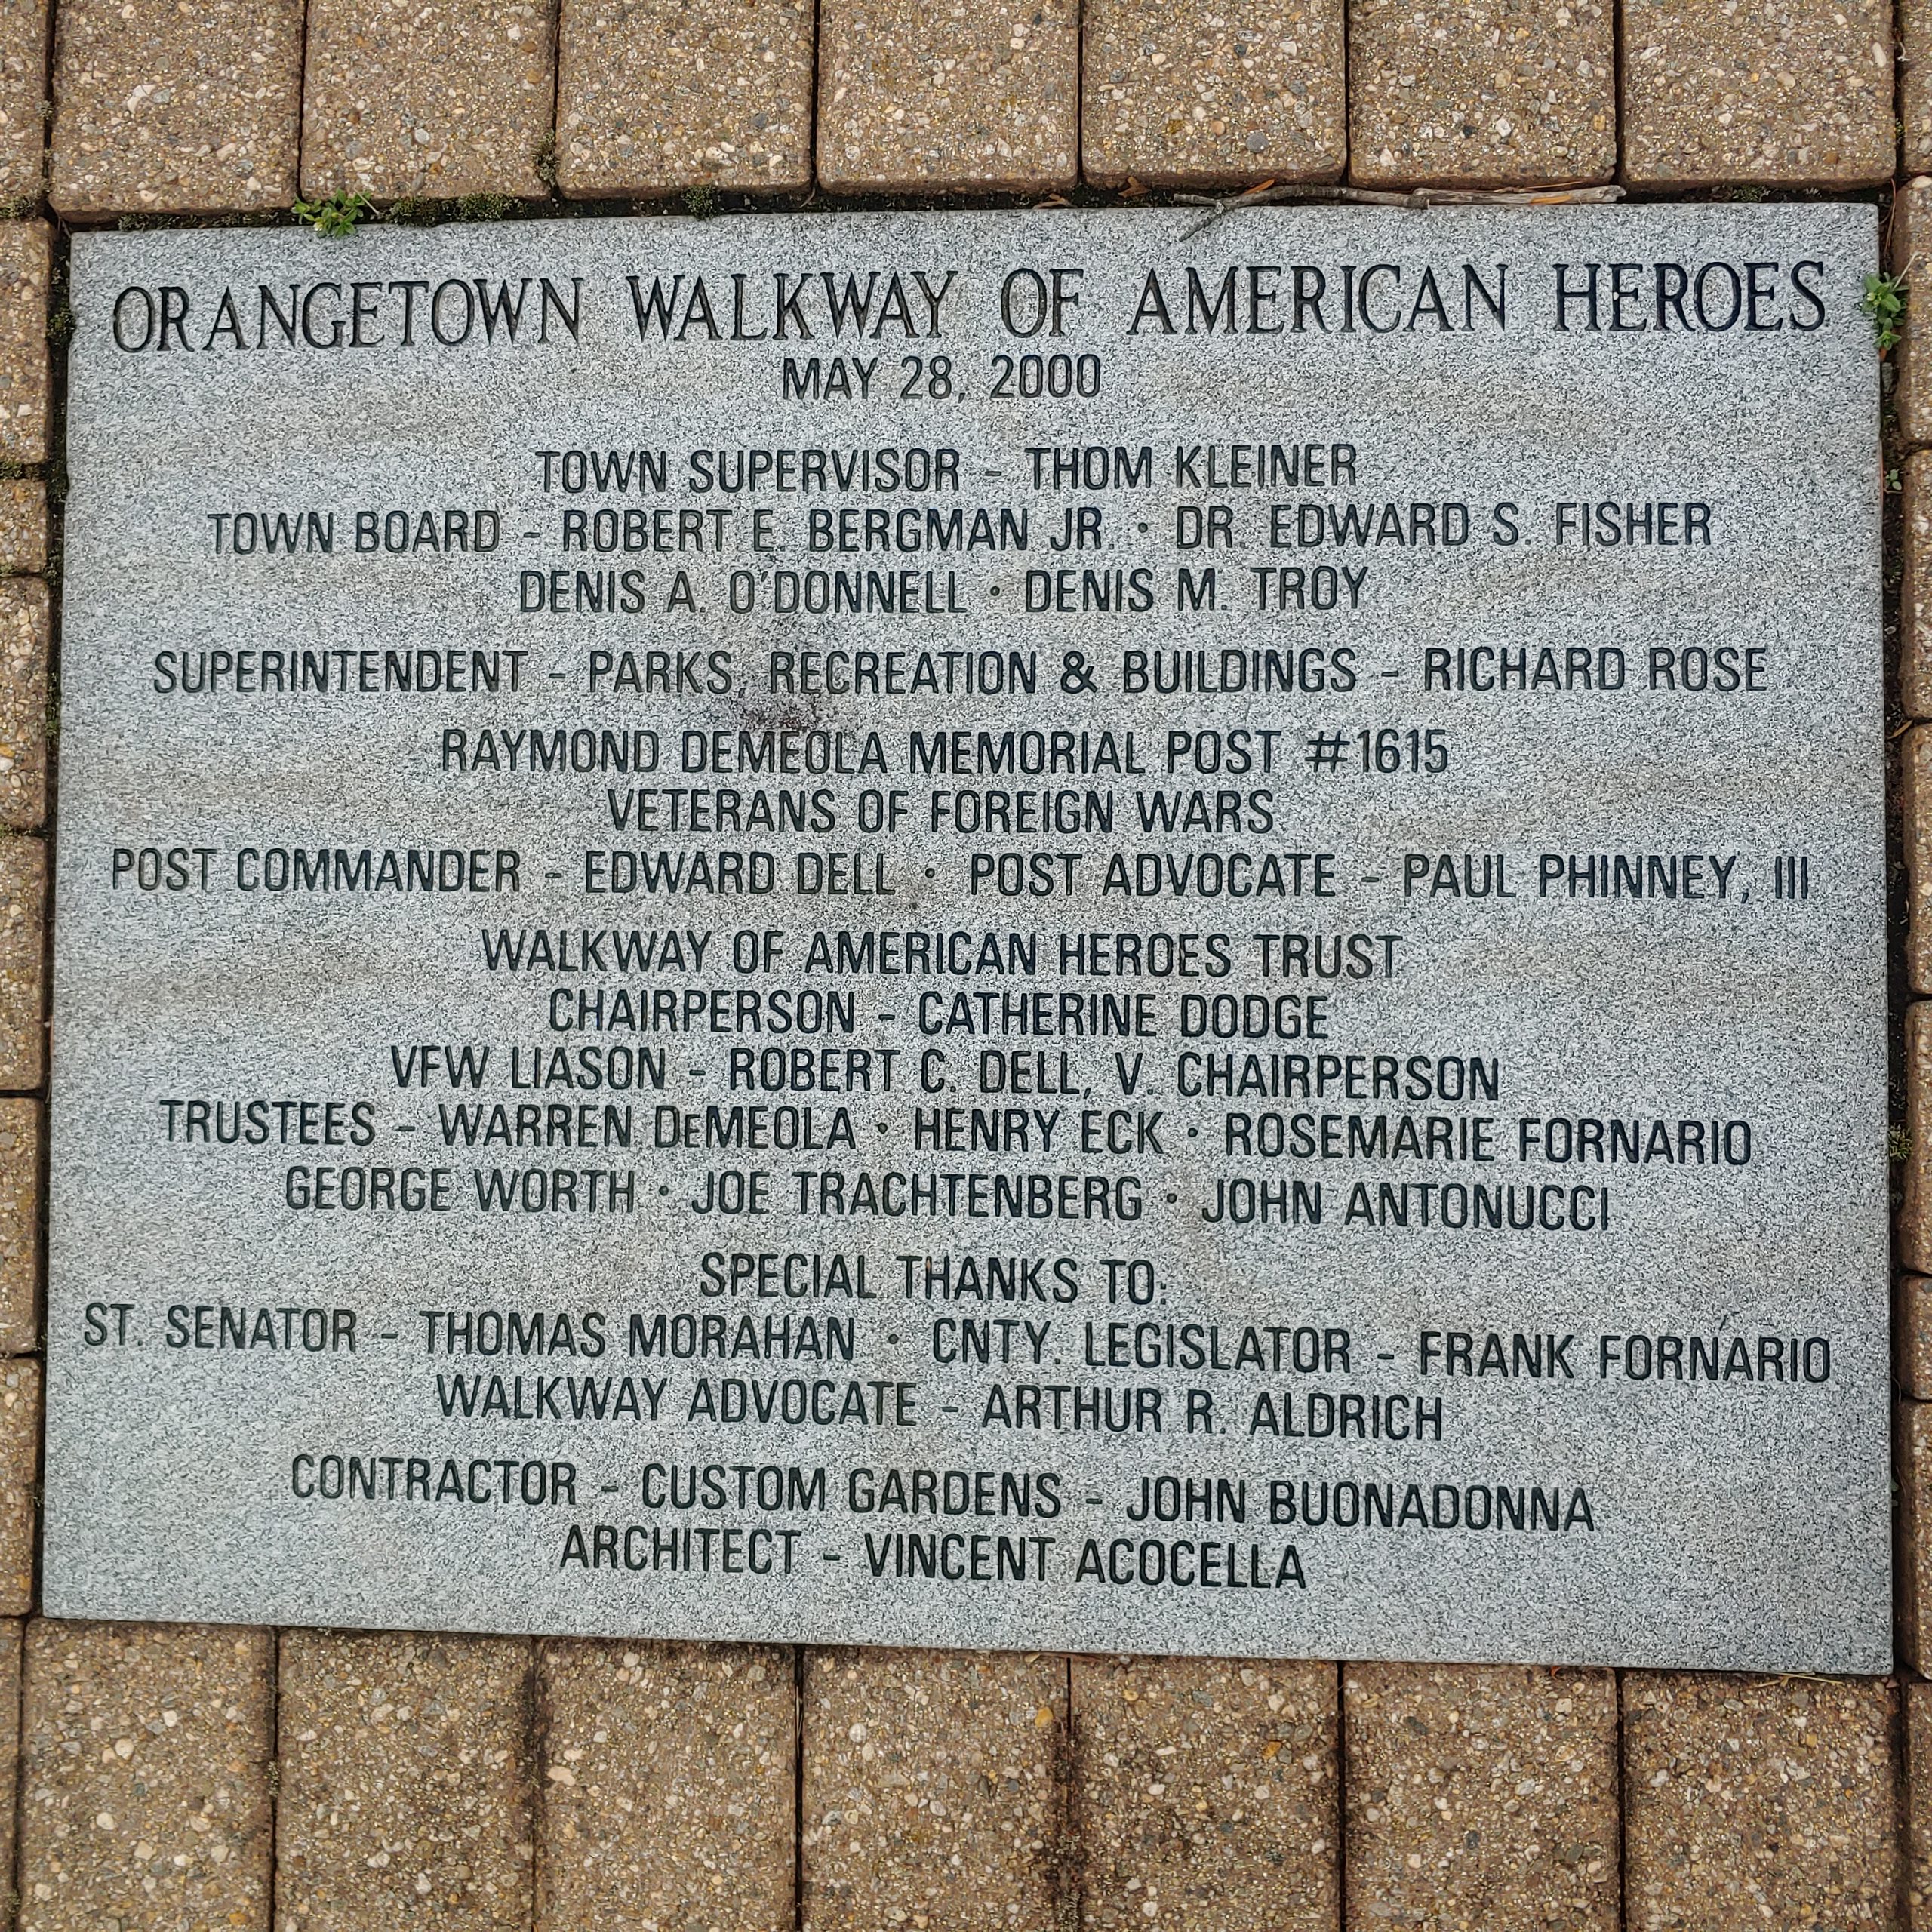 ORANGETOWN WALKWAY OF AMERICAN HEROES
MAY 28, 2000
TOWN SUPERVISOR - THOM KLEINER
TOWN BOARD - ROBERT E. BERGMAN JR. · DR. EDWARD S. FISHER
DENIS A. O'DONNELL · DENIS M. TROY
SUPERINTENDENT - PARKS, RECREATION & BUILDINGS - RICHARD ROSE
RAYMOND DEMEOLA MEMORIAL POST #1615
VETERANS OF FOREIGN WARS
POST COMMANDER - EDWARD DELL · POST ADVOCATE - PAUL PHINNEY, III
WALKWAY OF AMERICAN HEROES TRUST
CHAIRPERSON - CATHERINE DODGE
VFW LIASON - ROBERT C. DELL, V. CHAIRPERSON
TRUSTEES - WARREN DeMEOLA · HENRY ECK · ROSEMARIE FORNARIO
GEORGE WORTH · JOE TRACHTENBERG · JOHN ANTONUCCI
SPECIAL THANKS TO:
ST. SENATOR - THOMAS MORAHAN · CNTY. LEGISLATOR - FRANK FORNARIO
WALKWAY ADVOCATE - ARTHUR R. ALDRICH
CONTRACTOR - CUSTOM GARDENS - JOHN BUONADONNA
ARCHITECT - VINCENT ACOCELLA